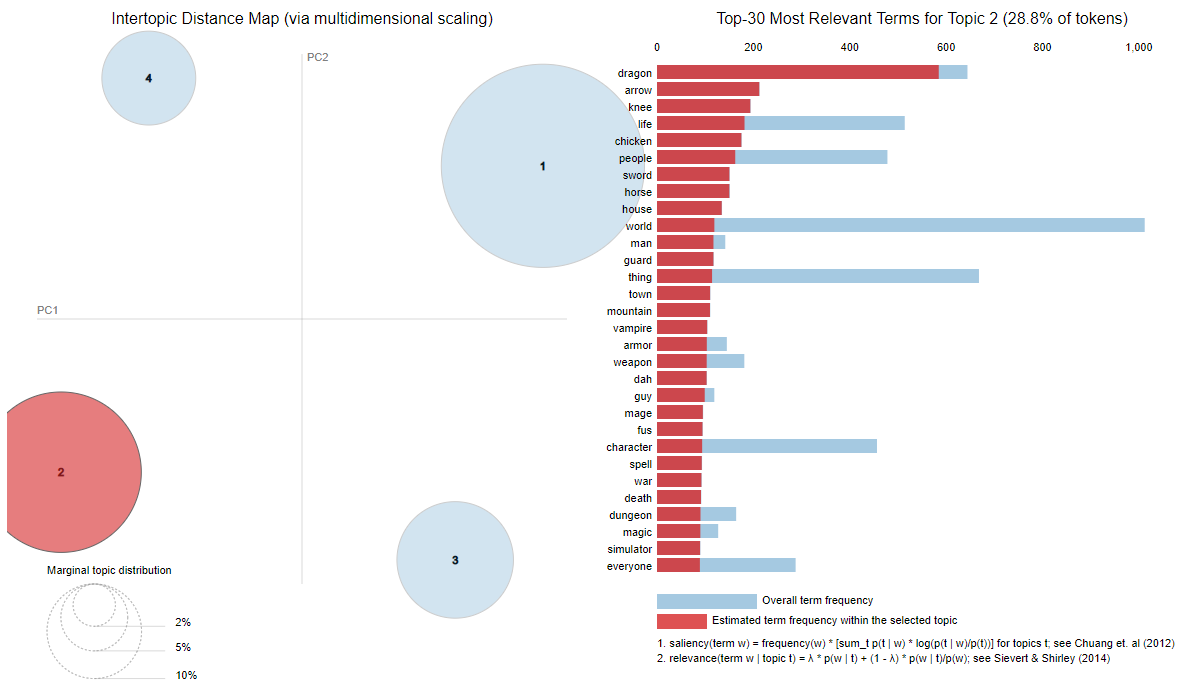 Intertopic Distance Map (via multidimensional scaling)
PC2
PC1
4
1
2
3
Marginal topic distribution
2%
5%
10%
Top-30 Most Relevant Terms for Topic 2 (28.8% of tokens)
0 200 400 600 800 1,000
dragon
arrow
knee
life
chicken
people
sword
horse
house
world
man
guard
thing
town
mountain
vampire
armor
weapon
dah
guy
mage
fus
character
spell
war
death
dungeon
magic
simulator
everyone
Overall term frequency
Estimated term frequency within the selected topic
1. saliency(term w) = frequency(w) * [sum_t p(t | w) * log(p(t | w)/p(t))] for topics t; see Chuang et. al (2012)
2. relevance(term w | topic t) = λ * p(w | t) + (1 - λ) * p(w | t)/p(w); see Sievert & Shirley (2014)